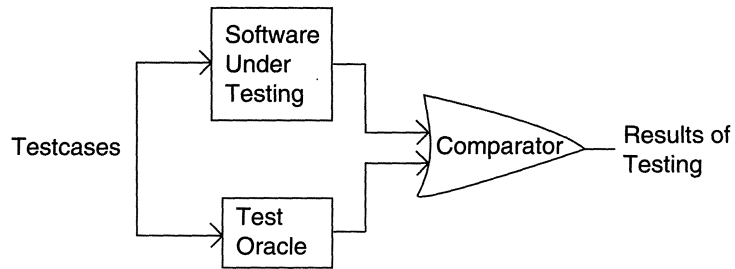 Software
Under
Testing
Testcases
Comparator
Results of
Testing
Test
Oracle